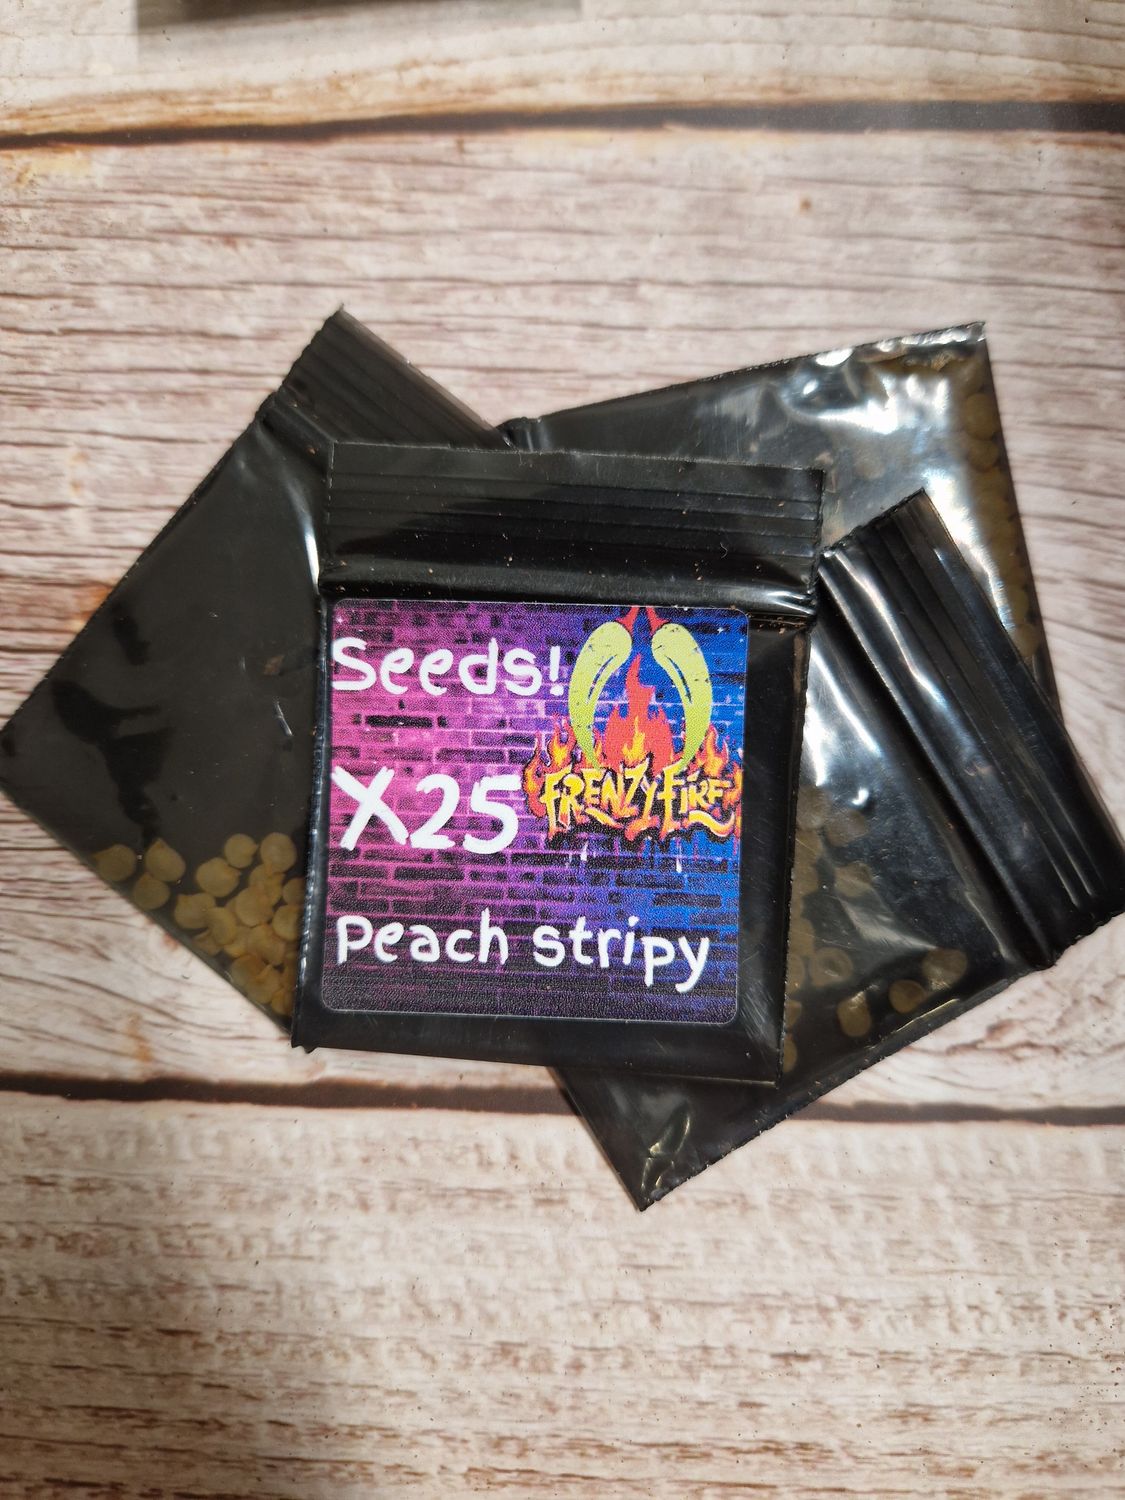 Seeds!
X25
FRENZY FIRE
Peach stripy